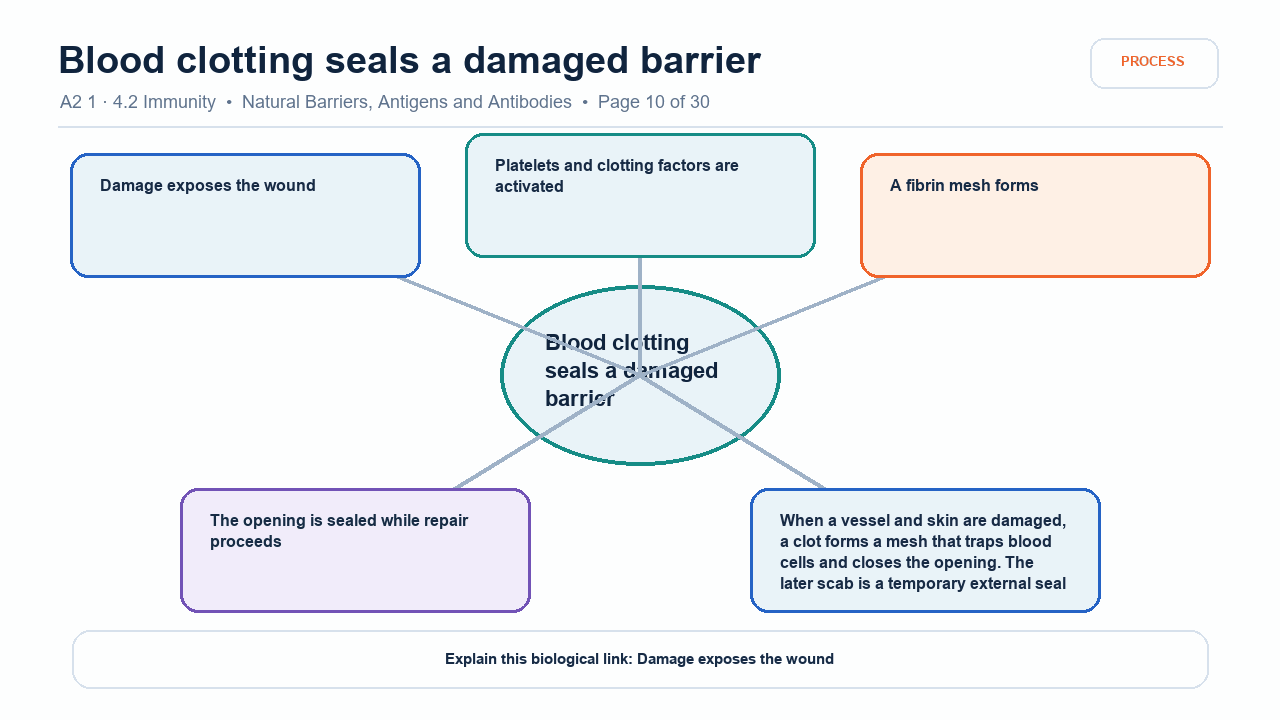 Blood clotting seals a damaged barrier
PROCESS
A2 1 · 4.2 Immunity • Natural Barriers, Antigens and Antibodies • Page 10 of 30
Damage exposes the wound
Platelets and clotting factors are
activated
A fibrin mesh forms
Blood clotting
seals a damaged
barrier
The opening is sealed while repair
proceeds
When a vessel and skin are damaged,
a clot forms a mesh that traps blood
cells and closes the opening. The
later scab is a temporary external seal
Explain this biological link: Damage exposes the wound